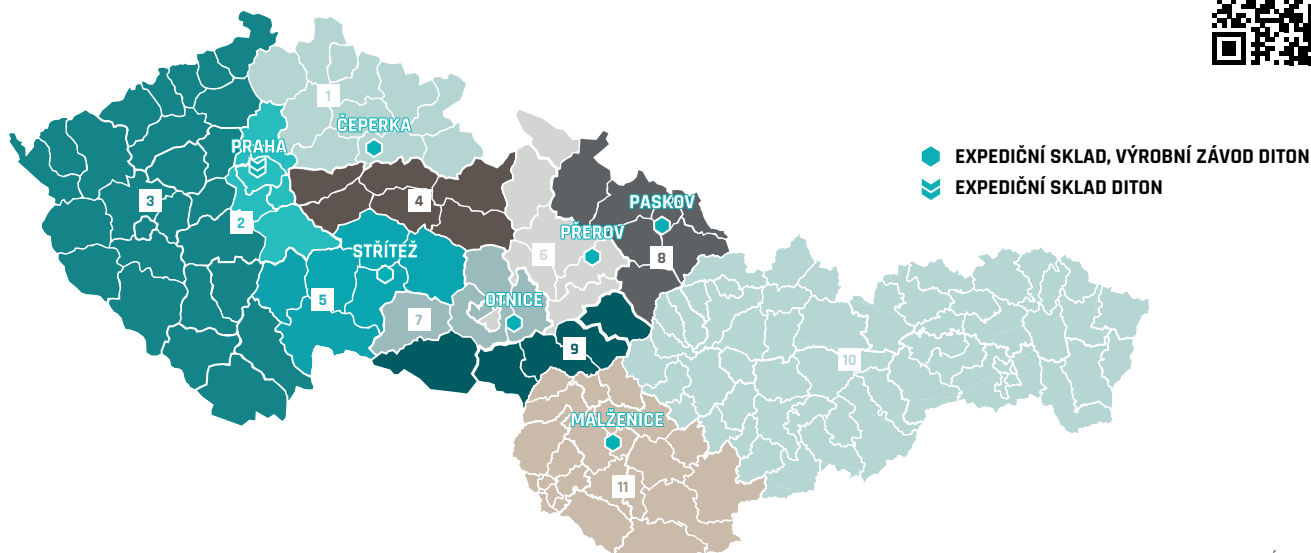 1
ČEPERKA
PRAHA
EXPEDIČNÍ SKLAD, VÝROBNÍ ZÁVOD DITON
EXPEDIČNÍ SKLAD DITON
3
4
PASKOV
2
PŘEROV
STŘÍTEŽ
6
8
5
OTNICE
7
9
10
MALŽENICE
11